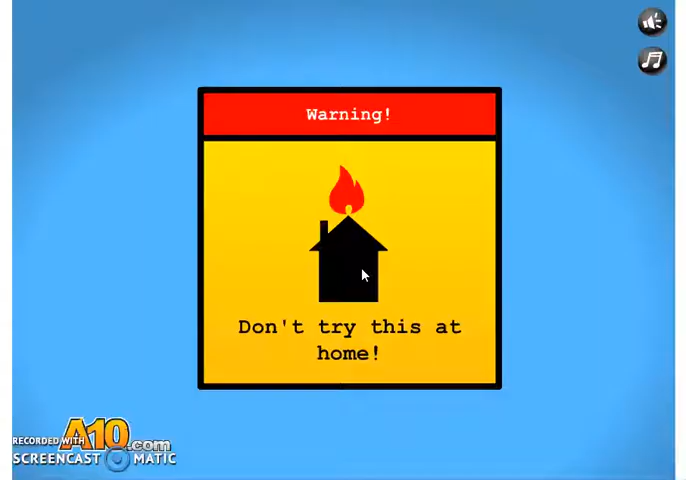 Warning!
Don't try this at
home!
A10.com
RECORDED WITH
SCREENCAST MATIC